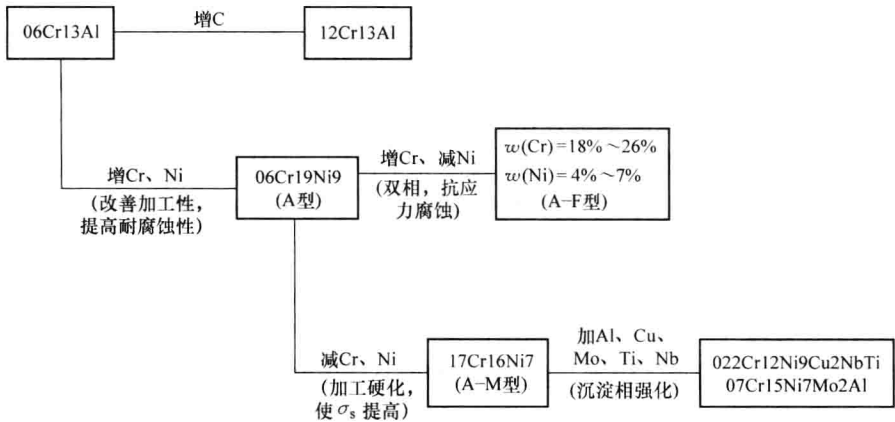 06Cr13Al
增C
12Cr13Al
增Cr、Ni
(改善加工性，
提高耐腐蚀性)
06Cr19Ni9
(A型)
增Cr、减Ni
(双相，抗应
力腐蚀)
w(Cr)=18%～26%
w(Ni)=4%～7%
(A-F型)
减Cr、Ni
(加工硬化，
使σs提高)
17Cr16Ni7
(A-M型)
加Al、Cu、
Mo、Ti、Nb
(沉淀相强化)
022Cr12Ni9Cu2NbTi
07Cr15Ni7Mo2Al